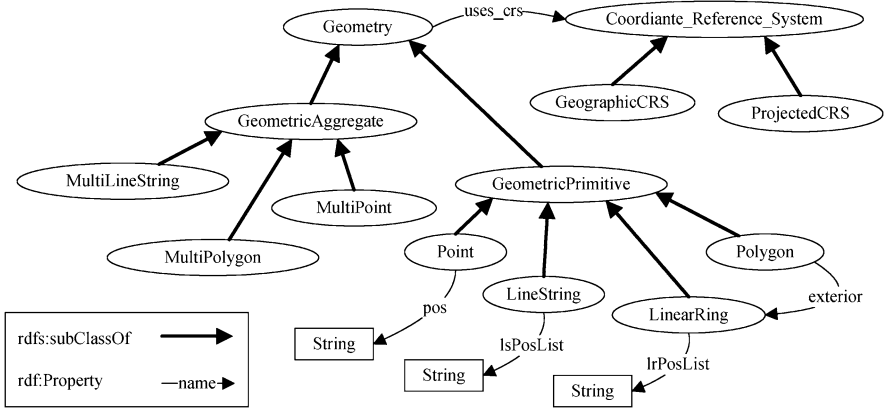 Geometry
uses_crs
Coordiante_Reference_System
GeometricAggregate
GeographicCRS
ProjectedCRS
MultiLineString
MultiPoint
GeometricPrimitive
MultiPolygon
Point
Polygon
LineString
LinearRing
exterior
pos
String
lsPosList
String
lrPosList
String
rdfs:subClassOf
rdf:Property
name